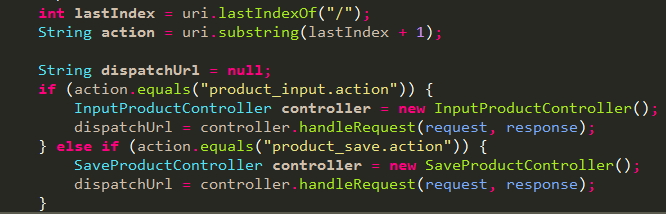 int lastIndex = uri.lastIndexOf("/");
String action = uri.substring(lastIndex + 1);
String dispatchUrl = null;
if (action.equals("product_input.action")) {
InputProductController controller = new InputProductController();
dispatchUrl = controller.handleRequest(request, response);
} else if (action.equals("product_save.action")) {
SaveProductController controller = new SaveProductController();
dispatchUrl = controller.handleRequest(request, response);
}